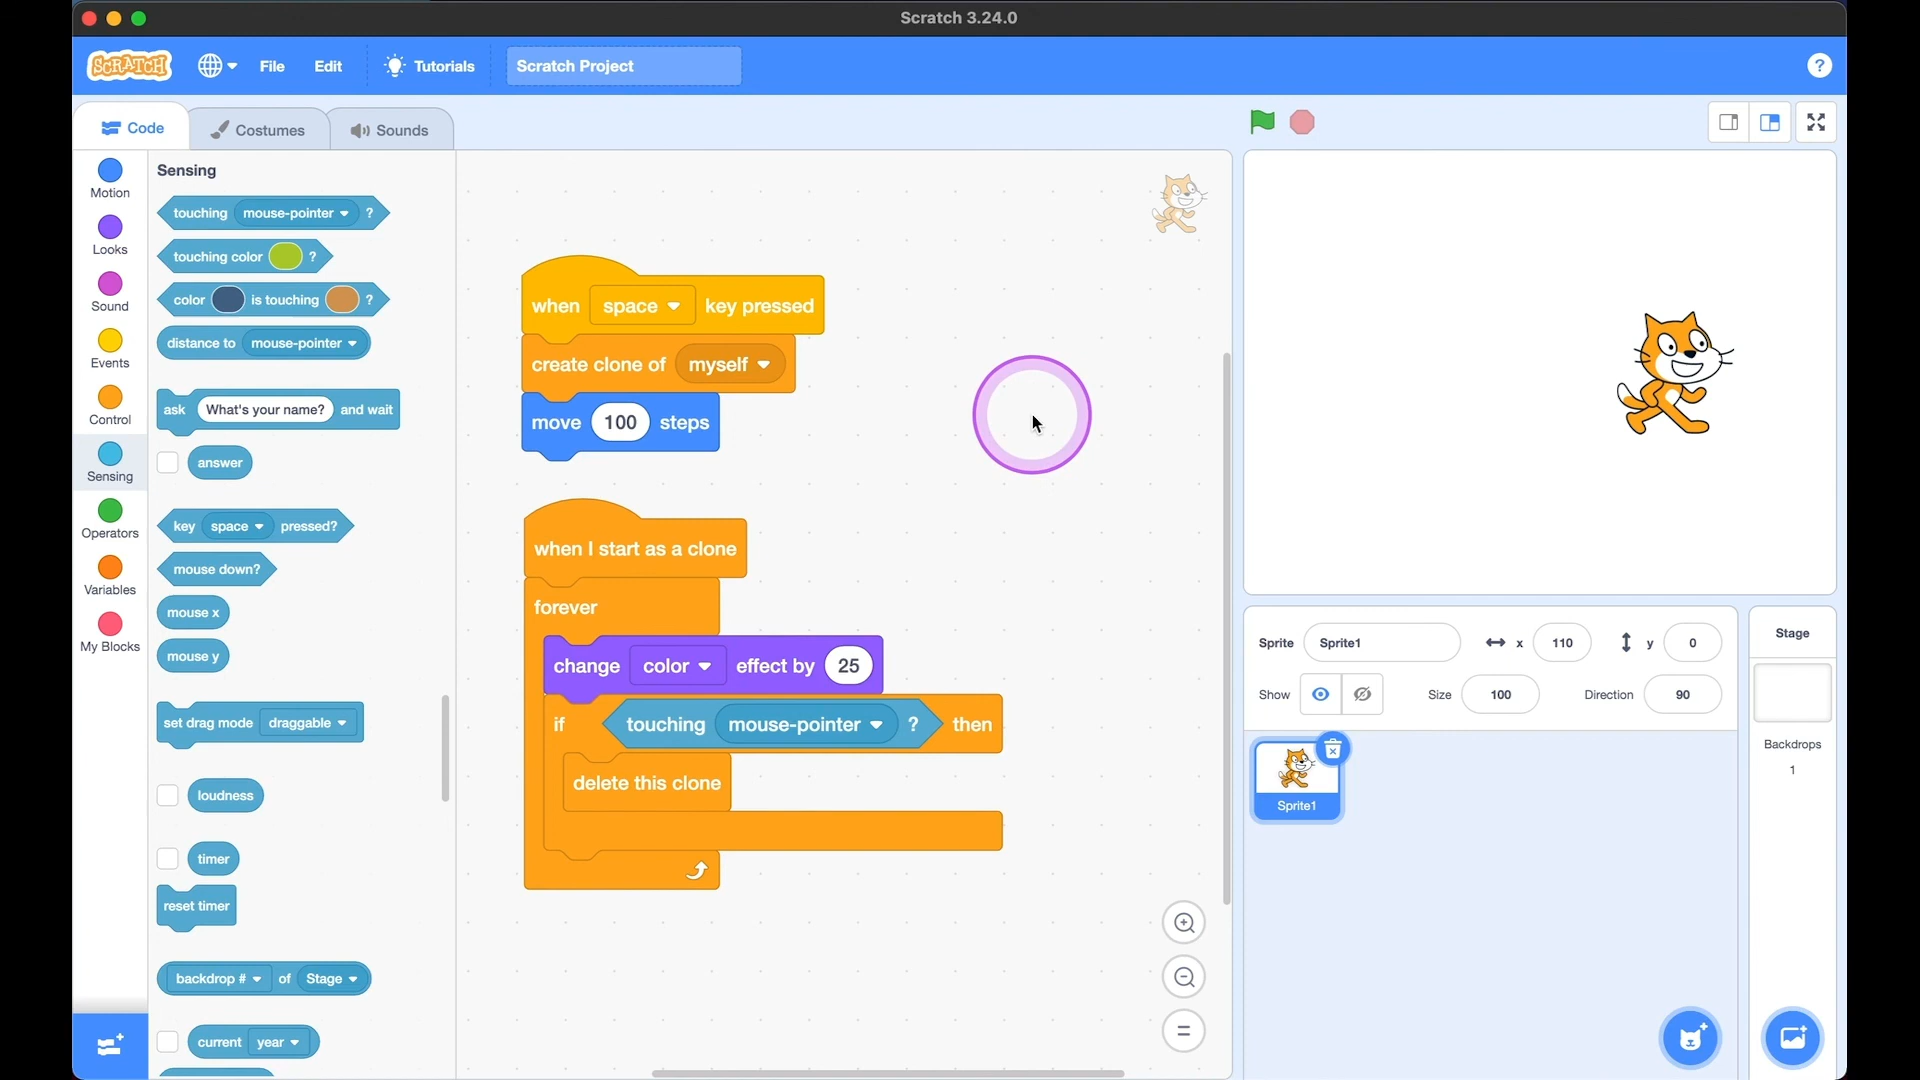 Scratch 3.24.0
SCRATCH File Edit Tutorials Scratch Project ?
Code Costumes Sounds
Motion
Looks
Sound
Events
Control
Sensing
Operators
Variables
My Blocks
Sensing
touching mouse-pointer ?
touching color ?
color is touching ?
distance to mouse-pointer
ask What's your name? and wait
answer
key space pressed?
mouse down?
mouse x
mouse y
set drag mode draggable
loudness
timer
reset timer
backdrop # of Stage
current year
when space key pressed
create clone of myself
move 100 steps
when I start as a clone
forever
change color effect by 25
if touching mouse-pointer ? then
delete this clone
Sprite Sprite1 x 110 y 0
Show Size 100 Direction 90
Sprite1
Stage
Backdrops
1